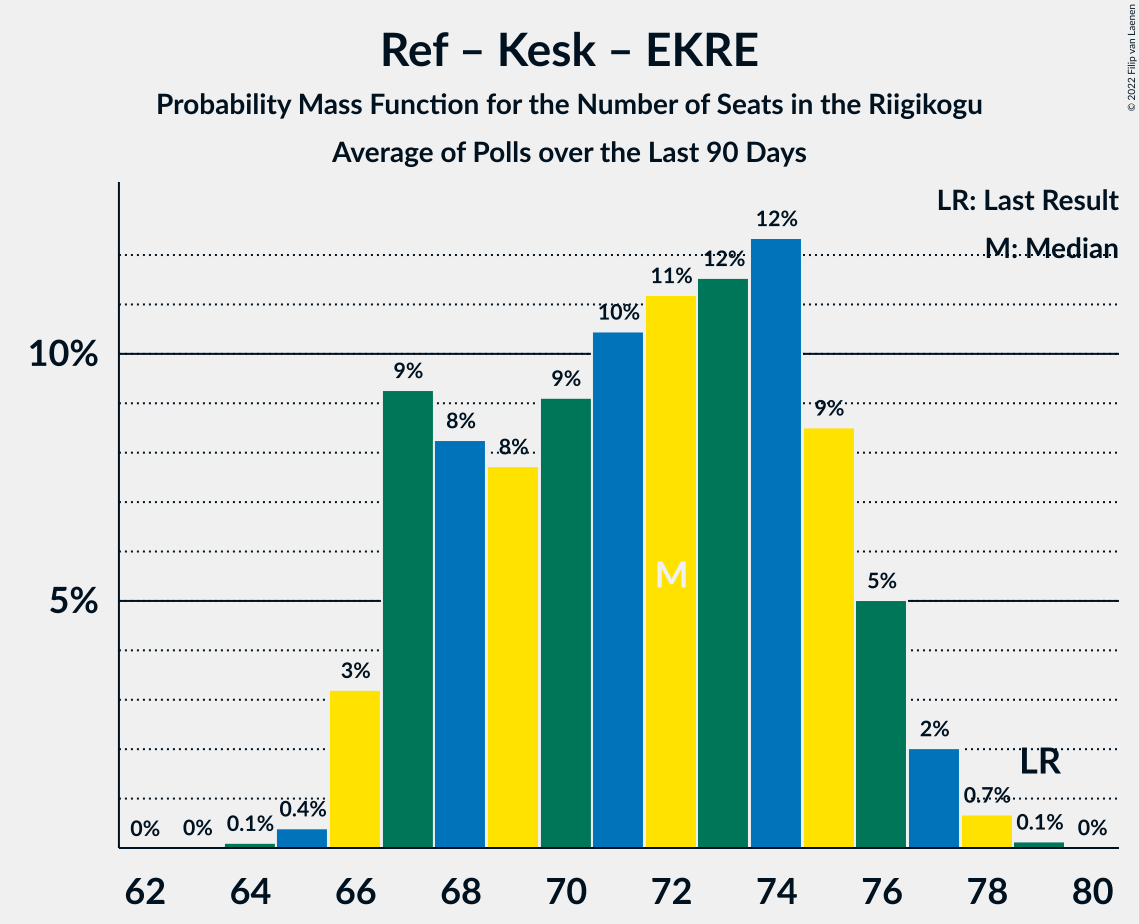 Ref – Kesk – EKRE
Probability Mass Function for the Number of Seats in the Riigikogu
Average of Polls over the Last 90 Days
© 2022 Filip van Laenen
LR: Last Result
M: Median
10%
5%
0%
0%
0.1%
0.4%
3%
9%
8%
8%
9%
10%
11%
12%
12%
9%
5%
2%
0.7%
0.1%
0%
M
LR
62 64 66 68 70 72 74 76 78 80